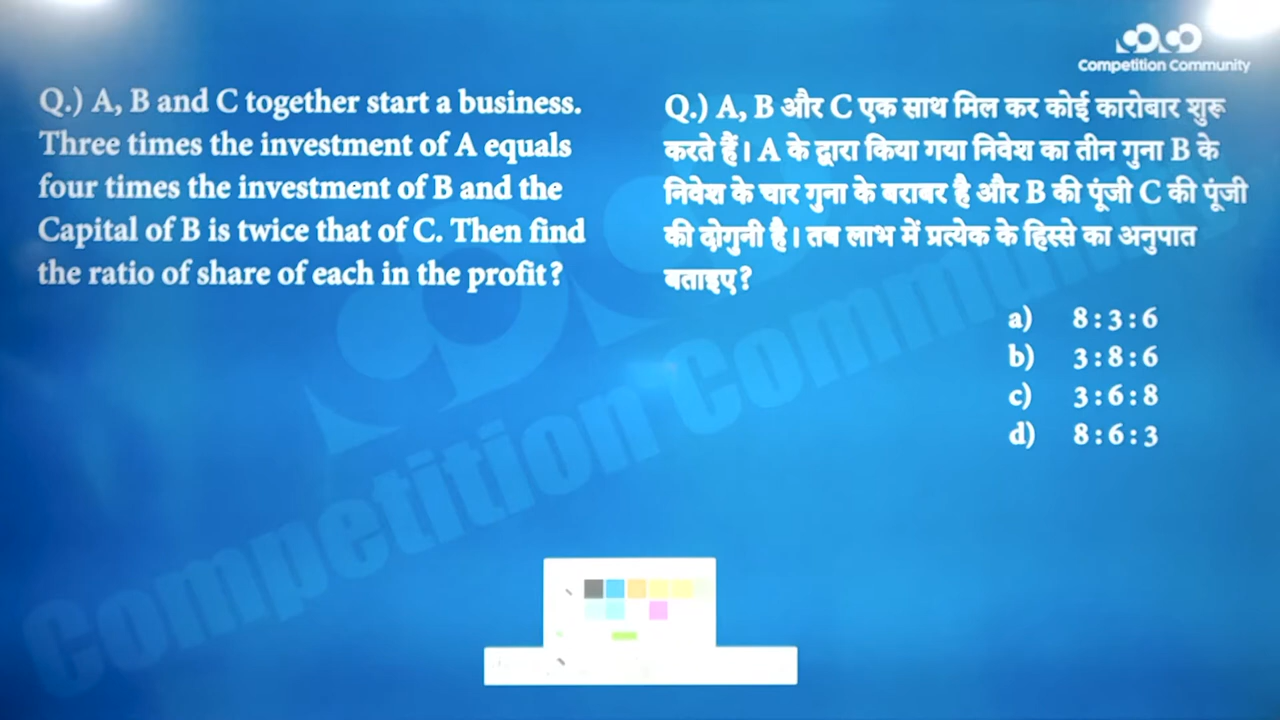 Competition Community
Q.) A, B and C together start a business.
Three times the investment of A equals
four times the investment of B and the
Capital of B is twice that of C. Then find
the ratio of share of each in the profit?
Q.) A, B और C एक साथ मिल कर कोई कारोबार शुरू
करते हैं। A के द्वारा किया गया निवेश का तीन गुना B के
निवेश के चार गुना के बराबर है और B की पूंजी C की पूंजी
की दोगुनी है। तब लाभ में प्रत्येक के हिस्से का अनुपात
बताइए?
a) 8:3:6
b) 3:8:6
c) 3:6:8
d) 8:6:3
Competition Community